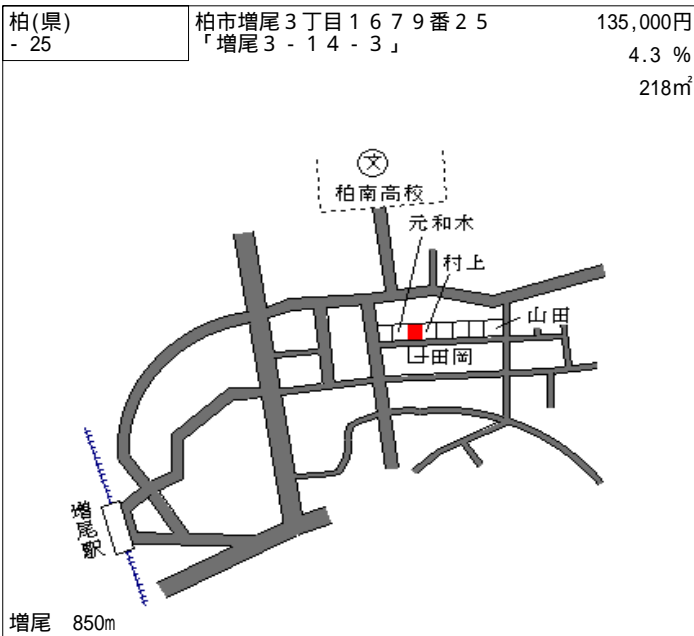 柏(県)
- 25
柏市増尾3丁目1679番25
「増尾3 - 14 - 3」
135,000円
4.3 %
218㎡
文
柏南高校
元和木
村上
山田
田岡
増尾駅
増尾 850m